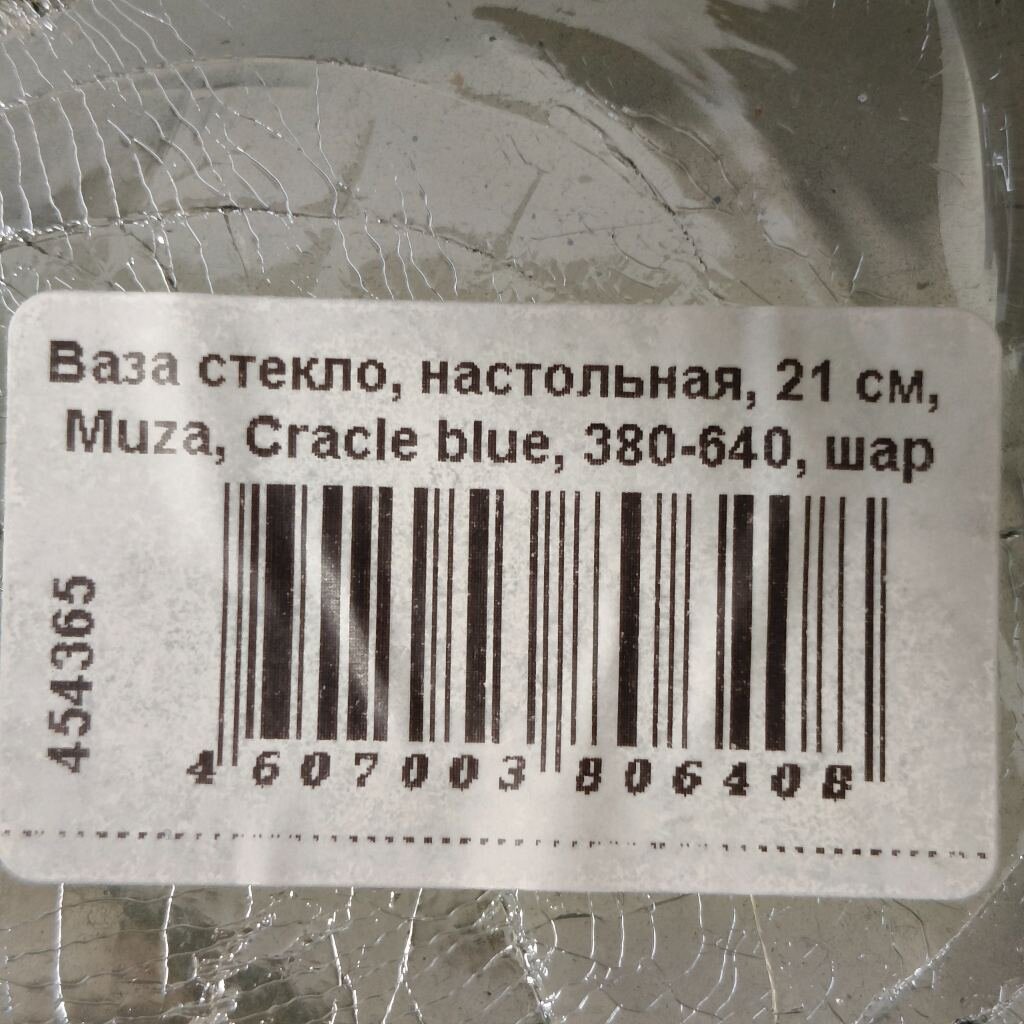 Ваза стекло, настольная, 21 см,
Muza, Cracle blue, 380-640, шар
454365
4 607003 806408